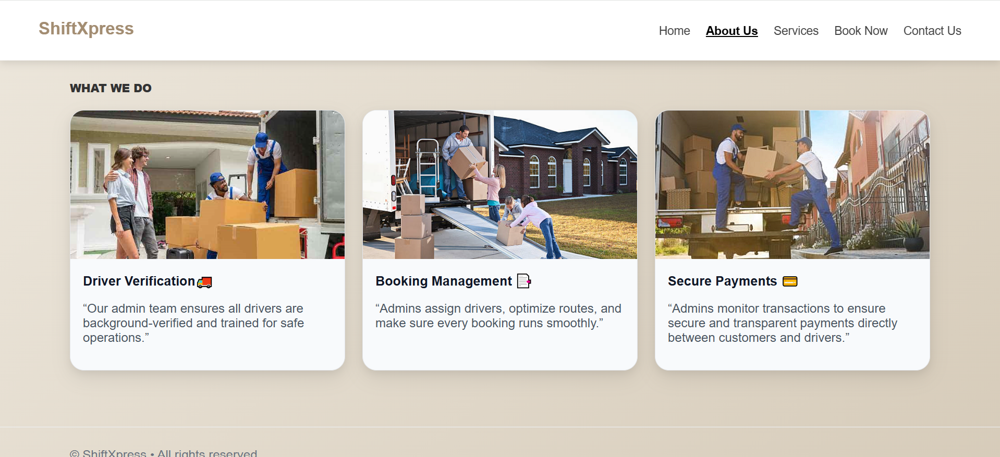 ShiftXpress
Home About Us Services Book Now Contact Us
WHAT WE DO
Driver Verification🚚
“Our admin team ensures all drivers are
background-verified and trained for safe
operations.”
Booking Management 📑
“Admins assign drivers, optimize routes, and
make sure every booking runs smoothly.”
Secure Payments 💳
“Admins monitor transactions to ensure
secure and transparent payments directly
between customers and drivers.”
© ShiftXpress • All rights reserved